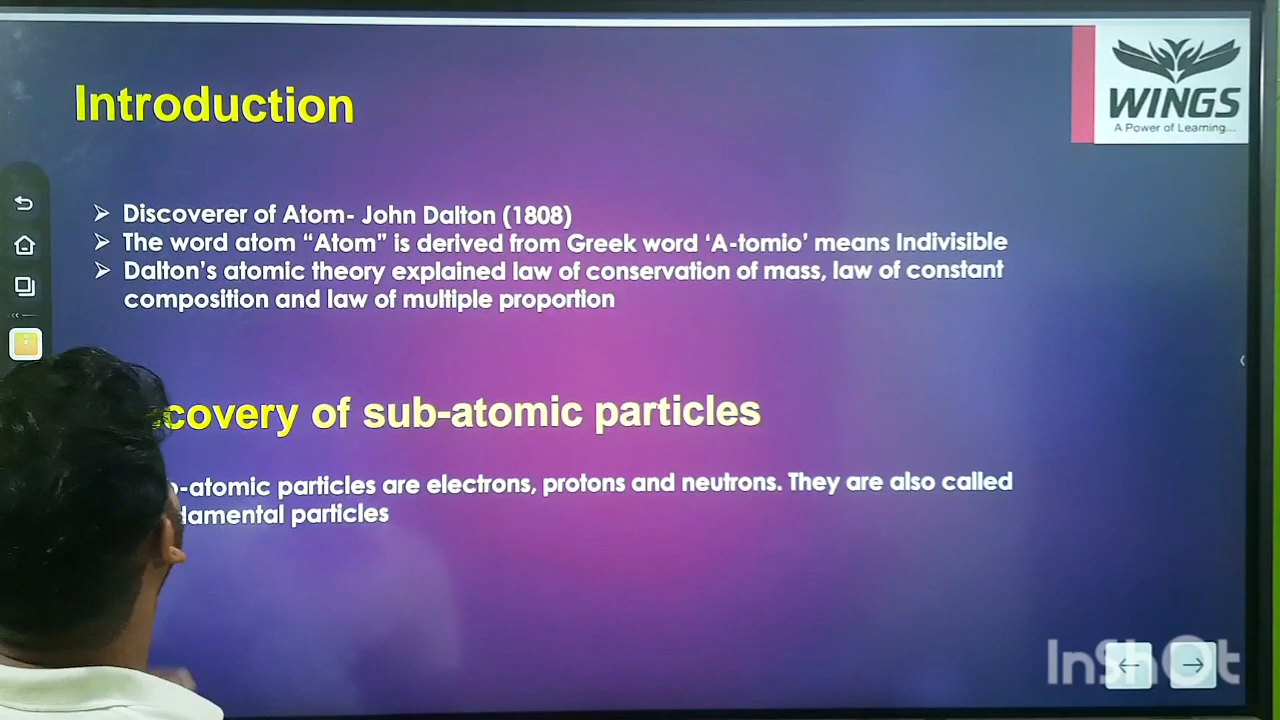 WINGS
A Power of Learning...
Introduction
➢ Discoverer of Atom- John Dalton (1808)
➢ The word atom “Atom” is derived from Greek word ‘A-tomio’ means Indivisible
➢ Dalton’s atomic theory explained law of conservation of mass, law of constant
composition and law of multiple proportion
covery of sub-atomic particles
-atomic particles are electrons, protons and neutrons. They are also called
damental particles
InShOt